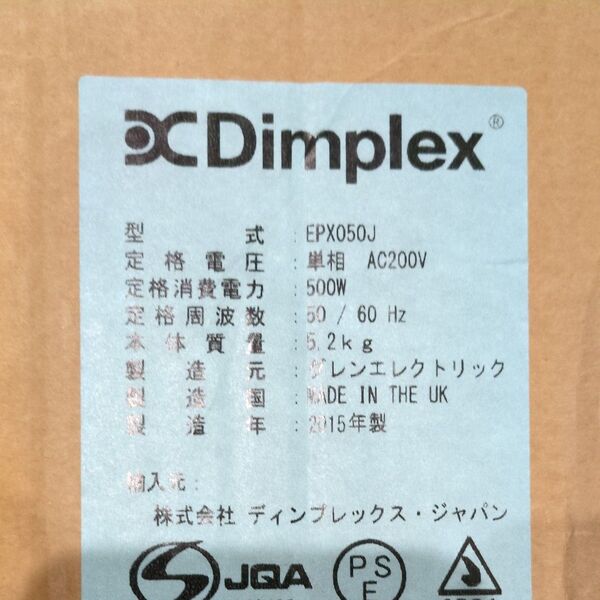 Dimplex®
型式 : EPX050J
定格電圧 : 単相 AC200V
定格消費電力 : 500W
定格周波数 : 50 / 60 Hz
本体質量 : 5.2kg
製造元 : グレンエレクトリック
製造国 : MADE IN THE UK
製造年 : 2015年製
輸入元 :
株式会社 ディンプレックス・ジャパン
JQA
PS
E